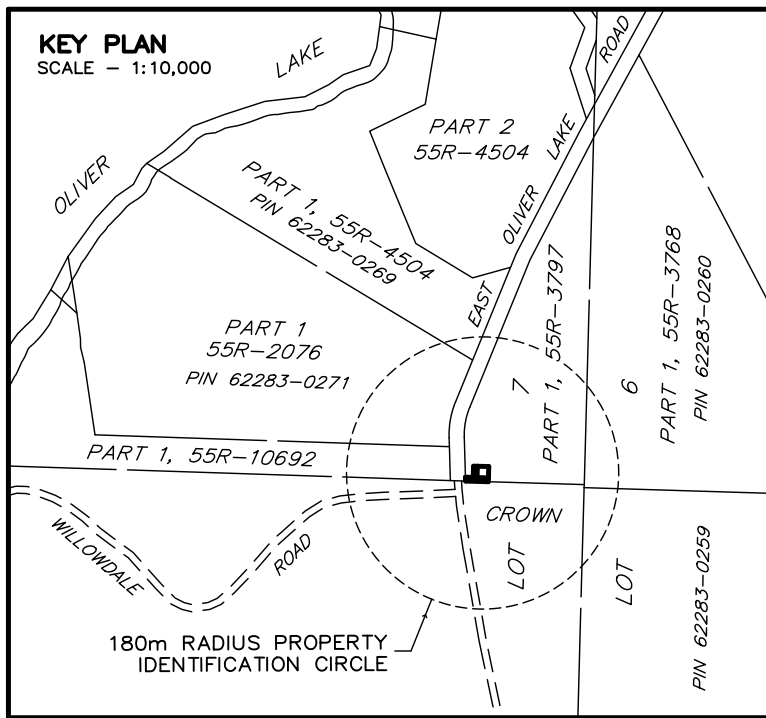 KEY PLAN
SCALE - 1:10,000
LAKE
OLIVER
PART 2
55R-4504
ROAD
LAKE
OLIVER
EAST
PART 1, 55R-4504
PIN 62283-0269
PART 1
55R-2076
PIN 62283-0271
7
PART 1, 55R-3797
6
PART 1, 55R-3768
PIN 62283-0260
PART 1, 55R-10692
WILLOWDALE
ROAD
CROWN
LOT
LOT
PIN 62283-0259
180m RADIUS PROPERTY
IDENTIFICATION CIRCLE